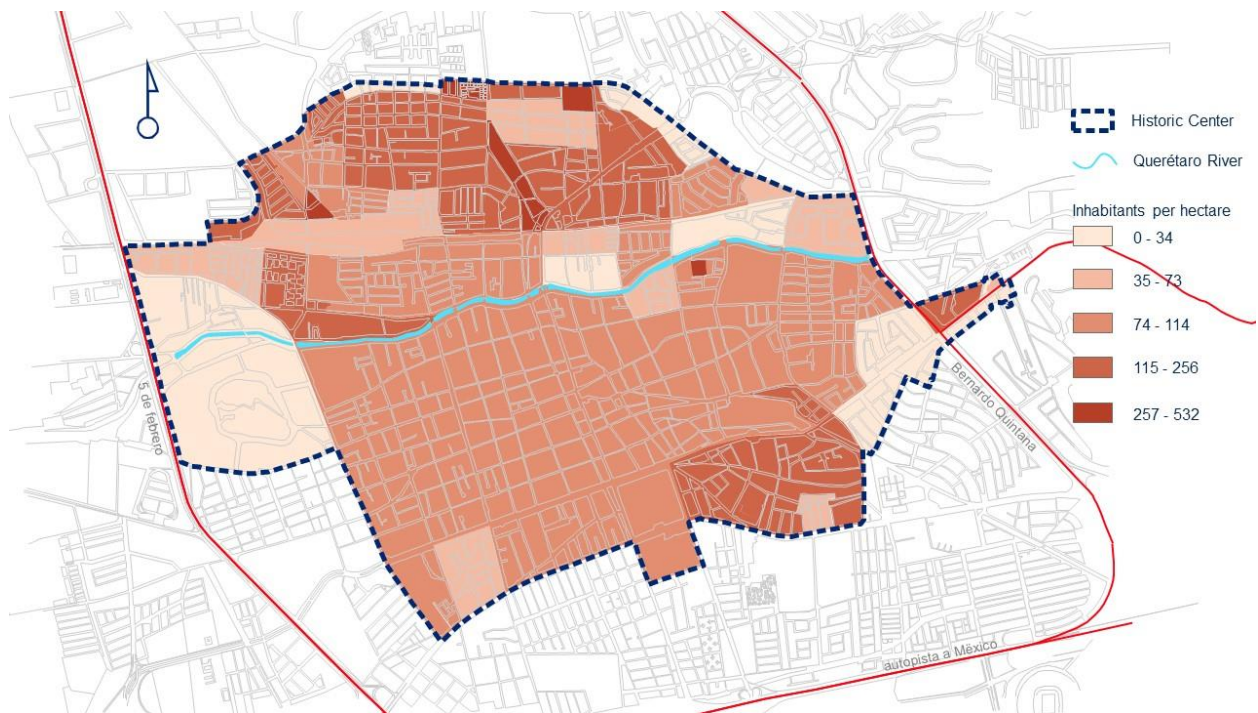 Historic Center
Querétaro River
Inhabitants per hectare
0 - 34
35 - 73
74 - 114
115 - 256
257 - 532
5 de febrero
Bernardo Quintana
autopista a México